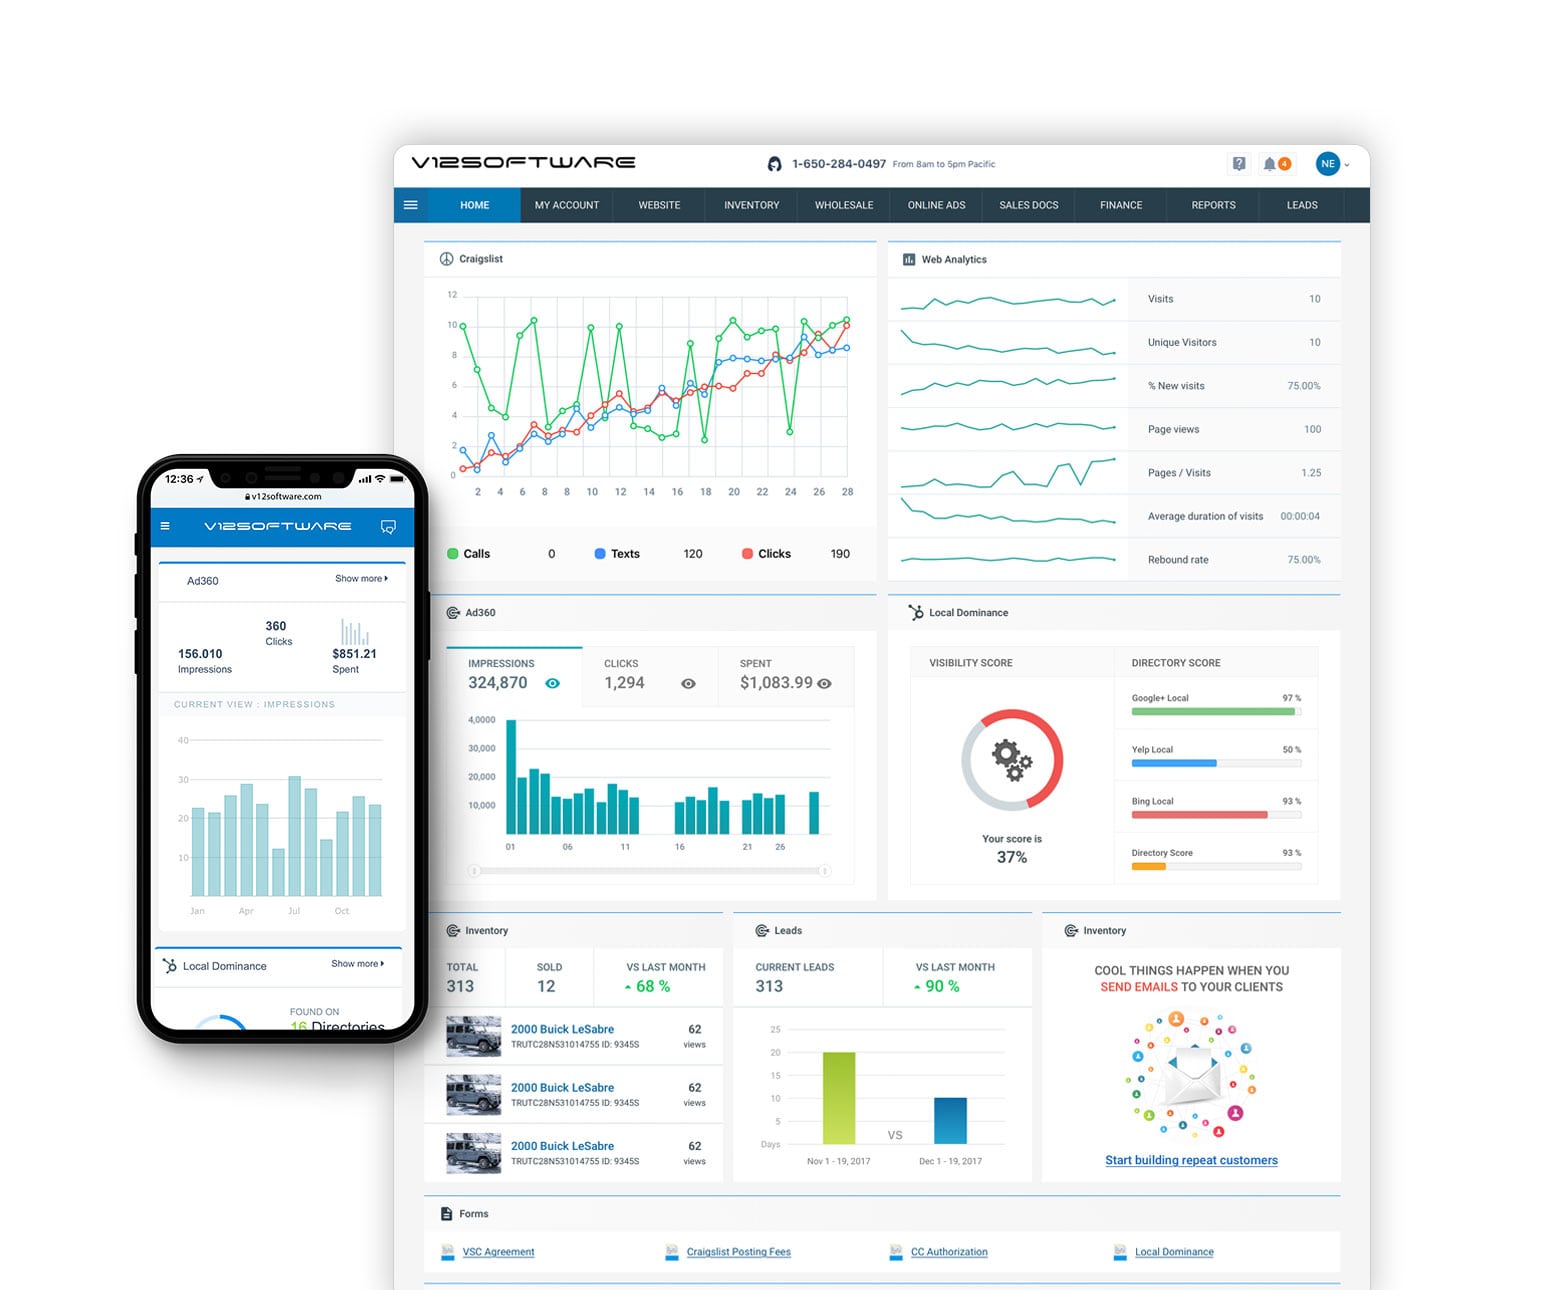 V12SOFTWARE
1-650-284-0497 From 8am to 5pm Pacific
4
NE
HOME MY ACCOUNT WEBSITE INVENTORY WHOLESALE ONLINE ADS SALES DOCS FINANCE REPORTS LEADS
Craigslist
12
10
8
6
4
2
0
2 4 6 8 8 10 12 14 16 18 20 22 24 26 28
Calls 0 Texts 120 Clicks 190
Web Analytics
Visits 10
Unique Visitors 10
% New visits 75.00%
Page views 100
Pages / Visits 1.25
Average duration of visits 00:00:04
Rebound rate 75.00%
Ad360
IMPRESSIONS CLICKS SPENT
324,870 1,294 $1,083.99
4,0000
30,000
20,000
10,000
01 06 11 16 21 26
Local Dominance
VISIBILITY SCORE
Your score is
37%
DIRECTORY SCORE
Google+ Local 97 %
Yelp Local 50 %
Bing Local 93 %
Directory Score 93 %
Inventory
TOTAL SOLD VS LAST MONTH
313 12 68 %
2000 Buick LeSabre 62
TRUTC28N531014755 ID: 9345S views
2000 Buick LeSabre 62
TRUTC28N531014755 ID: 9345S views
2000 Buick LeSabre 62
TRUTC28N531014755 ID: 9345S views
Leads
CURRENT LEADS VS LAST MONTH
313 90 %
25
20
15
10
5
Days
VS
Nov 1 - 19, 2017 Dec 1 - 19, 2017
Inventory
COOL THINGS HAPPEN WHEN YOU
SEND EMAILS TO YOUR CLIENTS
Start building repeat customers
Forms
VSC Agreement Craigslist Posting Fees CC Authorization Local Dominance
12:36
v12software.com
V12SOFTWARE
Ad360 Show more
360
Clicks
156.010
Impressions
$851.21
Spent
CURRENT VIEW : IMPRESSIONS
40
30
20
10
Jan Apr Jul Oct
Local Dominance Show more
FOUND ON
16 Directories